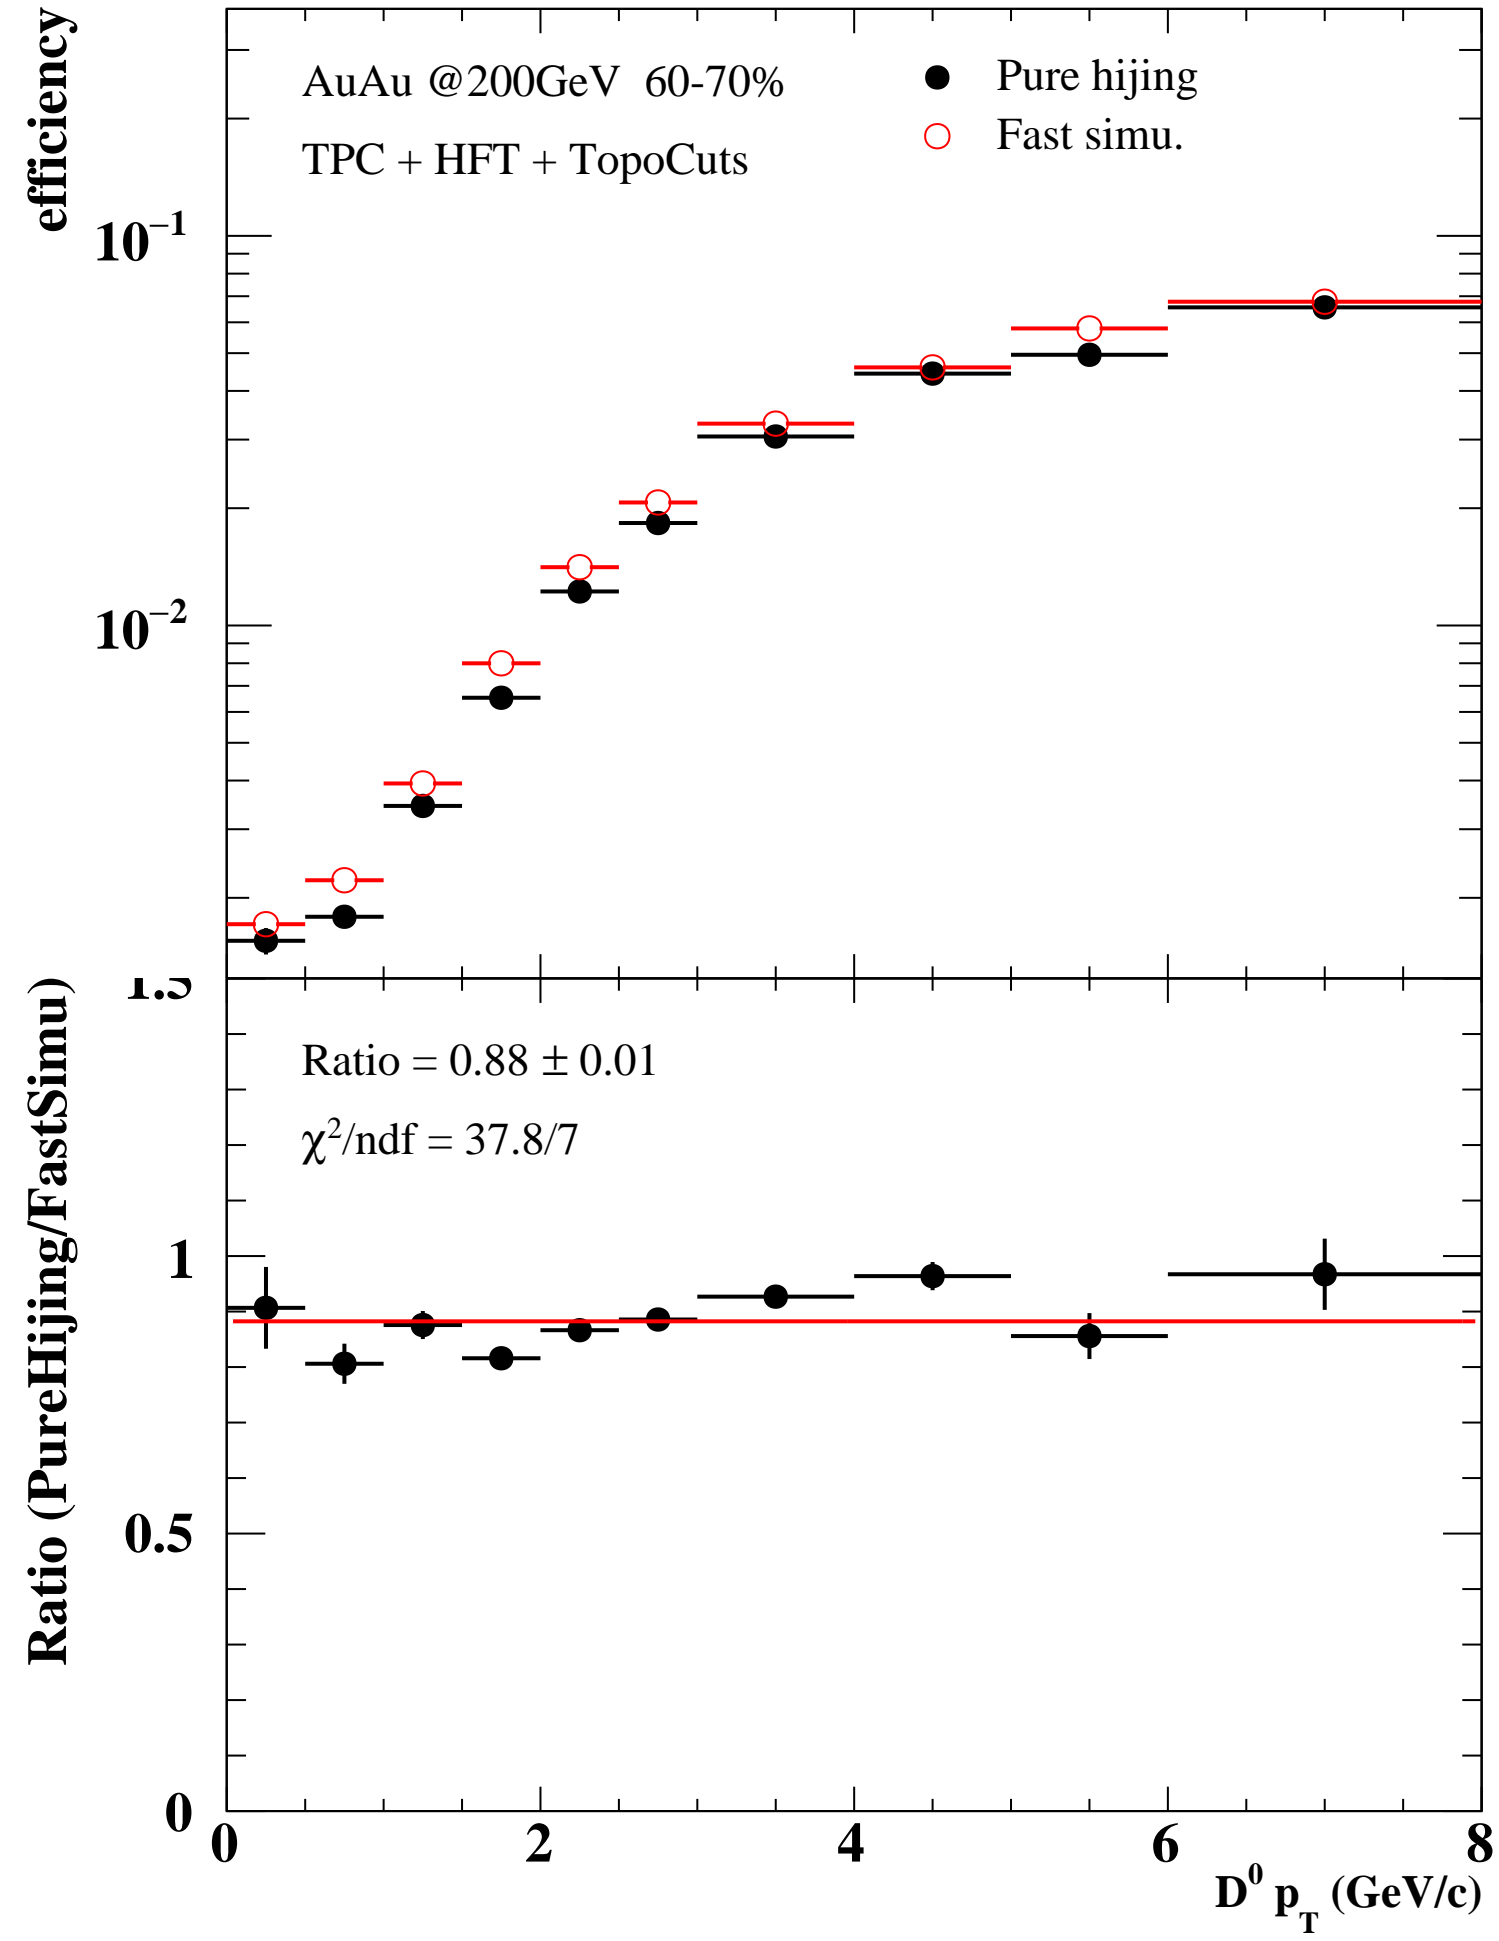 efficiency
AuAu @200GeV 60-70%
TPC + HFT + TopoCuts
Pure hijing
Fast simu.
10⁻¹
10⁻²
Ratio (PureHijing/FastSimu)
1.5
Ratio = 0.88 ± 0.01
χ²/ndf = 37.8/7
1
0.5
0
0 2 4 6 8
D⁰ p_T (GeV/c)